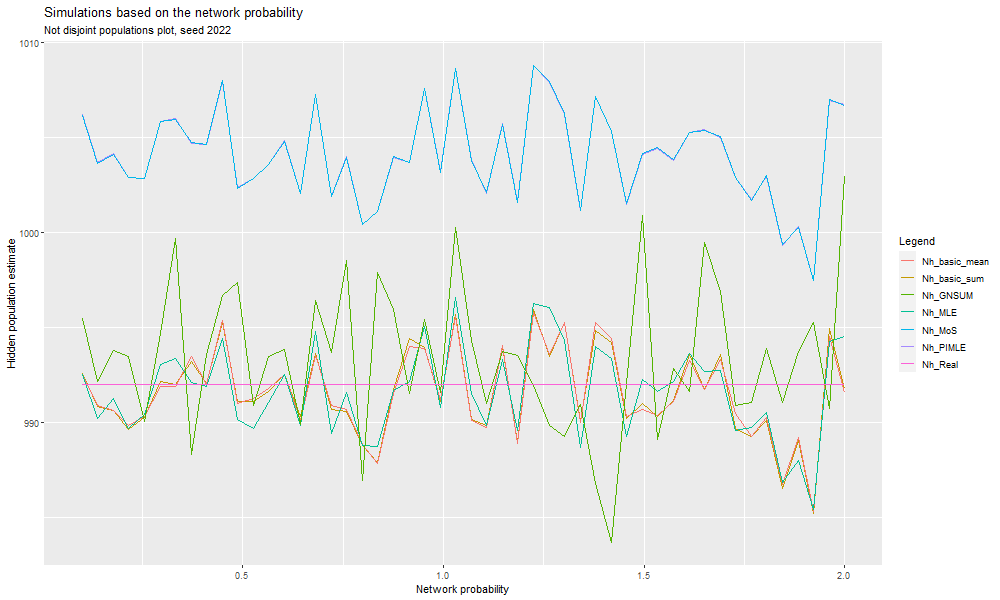 Simulations based on the network probability
Not disjoint populations plot, seed 2022
1010
1000
990
Hidden population estimate
0.5
1.0
1.5
2.0
Network probability
Legend
Nh_basic_mean
Nh_basic_sum
Nh_GNSUM
Nh_MLE
Nh_MoS
Nh_PIMLE
Nh_Real